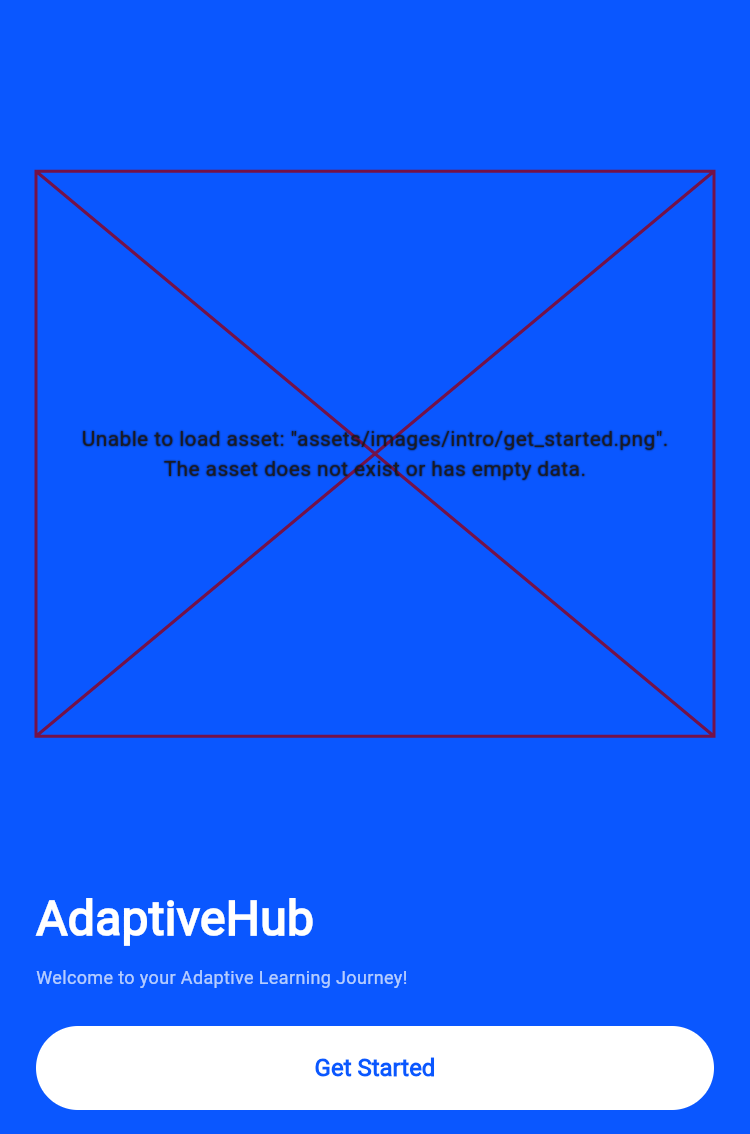 Unable to load asset: "assets/images/intro/get_started.png".
The asset does not exist or has empty data.
AdaptiveHub
Welcome to your Adaptive Learning Journey!
Get Started